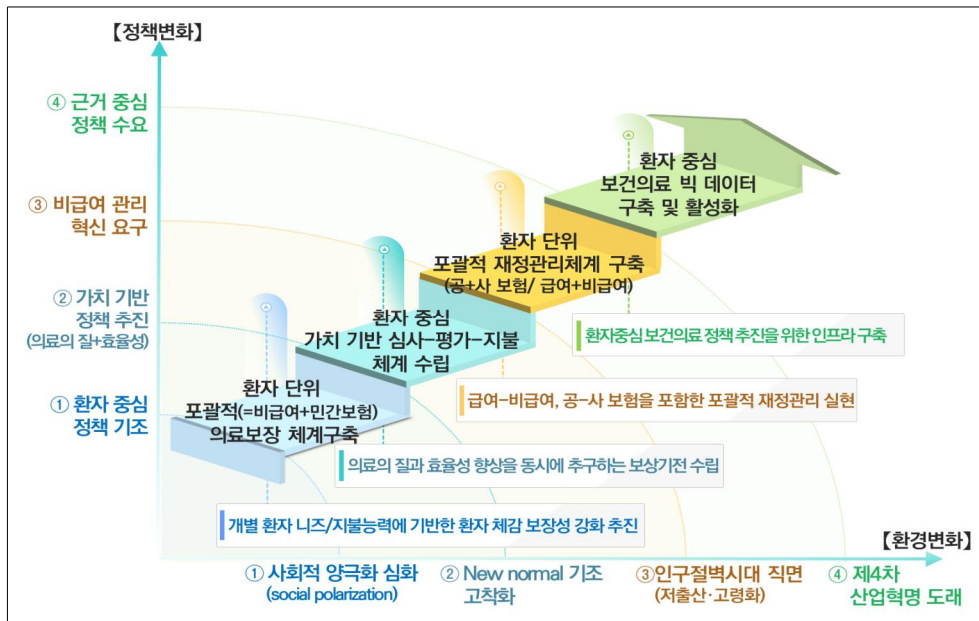 【정책변화】
④ 근거 중심
정책 수요
③ 비급여 관리
혁신 요구
② 가치 기반
정책 추진
(의료의 질+효율성)
① 환자 중심
정책 기조
환자 중심
보건의료 빅 데이터
구축 및 활성화
환자 단위
포괄적 재정관리체계 구축
(공+사 보험/ 급여+비급여)
환자 중심
가치 기반 심사-평가-지불
체계 수립
환자 단위
포괄적(=비급여+민간보험)
의료보장 체계구축
환자중심 보건의료 정책 추진을 위한 인프라 구축
급여-비급여, 공-사 보험을 포함한 포괄적 재정관리 실현
의료의 질과 효율성 향상을 동시에 추구하는 보상기전 수립
개별 환자 니즈/지불능력에 기반한 환자 체감 보장성 강화 추진
【환경변화】
① 사회적 양극화 심화
(social polarization)
② New normal 기조
고착화
③인구절벽시대 직면
(저출산·고령화)
④ 제4차
산업혁명 도래